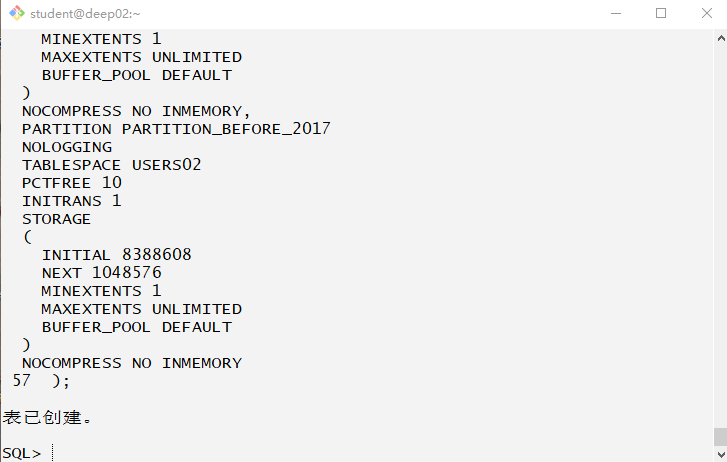 student@deep02:~
MINEXTENTS 1
MAXEXTENTS UNLIMITED
BUFFER_POOL DEFAULT
)
NOCOMPRESS NO INMEMORY,
PARTITION PARTITION_BEFORE_2017
NOLOGGING
TABLESPACE USERS02
PCTFREE 10
INITRANS 1
STORAGE
(
INITIAL 8388608
NEXT 1048576
MINEXTENTS 1
MAXEXTENTS UNLIMITED
BUFFER_POOL DEFAULT
)
NOCOMPRESS NO INMEMORY
57 );
表已创建。
SQL>